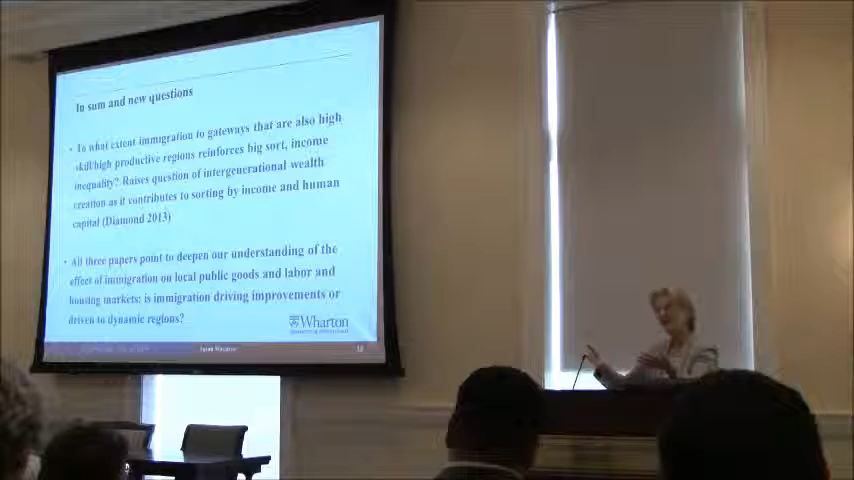 In sum and new questions
• To what extent immigration to gateways that are also high
skill/high productive regions reinforces big sort, income
inequality? Raises question of intergenerational wealth
creation as it contributes to sorting by income and human
capital (Diamond 2013)
• All three papers point to deepen our understanding of the
effect of immigration on local public goods and labor and
housing markets: is immigration driving improvements or
driven to dynamic regions?
Wharton